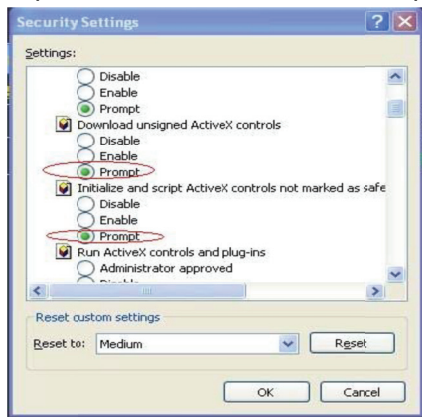 Security Settings
Settings:
Disable
Enable
Prompt
Download unsigned ActiveX controls
Disable
Enable
Prompt
Initialize and script ActiveX controls not marked as safe
Disable
Enable
Prompt
Run ActiveX controls and plug-ins
Administrator approved
Reset custom settings
Reset to: Medium Reset
OK Cancel